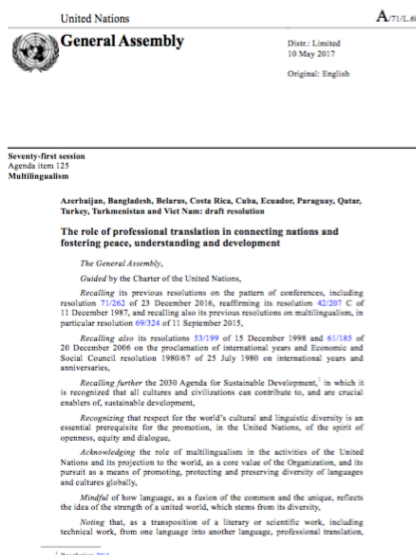 United Nations
A/71/L.6
General Assembly
Distr.: Limited
10 May 2017
Original: English
Seventy-first session
Agenda item 125
Multilingualism
Azerbaijan, Bangladesh, Belarus, Costa Rica, Cuba, Ecuador, Paraguay, Qatar,
Turkey, Turkmenistan and Viet Nam: draft resolution
The role of professional translation in connecting nations and
fostering peace, understanding and development
The General Assembly,
Guided by the Charter of the United Nations,
Recalling its previous resolutions on the pattern of conferences, including
resolution 71/262 of 23 December 2016, reaffirming its resolution 42/207 C of
11 December 1987, and recalling also its previous resolutions on multilingualism, in
particular resolution 69/324 of 11 September 2015,
Recalling also its resolutions 53/199 of 15 December 1998 and 61/185 of
20 December 2006 on the proclamation of international years and Economic and
Social Council resolution 1980/67 of 25 July 1980 on international years and
anniversaries,
Recalling further the 2030 Agenda for Sustainable Development,¹ in which it
is recognized that all cultures and civilizations can contribute to, and are crucial
enablers of, sustainable development,
Recognizing that respect for the world's cultural and linguistic diversity is an
essential prerequisite for the promotion, in the United Nations, of the spirit of
openness, equity and dialogue,
Acknowledging the role of multilingualism in the activities of the United
Nations and its projection to the world, as a core value of the Organization, and its
pursuit as a means of promoting, protecting and preserving diversity of languages
and cultures globally,
Mindful of how language, as a fusion of the common and the unique, reflects
the idea of the strength of a united world, which stems from its diversity,
Noting that, as a transposition of a literary or scientific work, including
technical work, from one language into another language, professional translation,